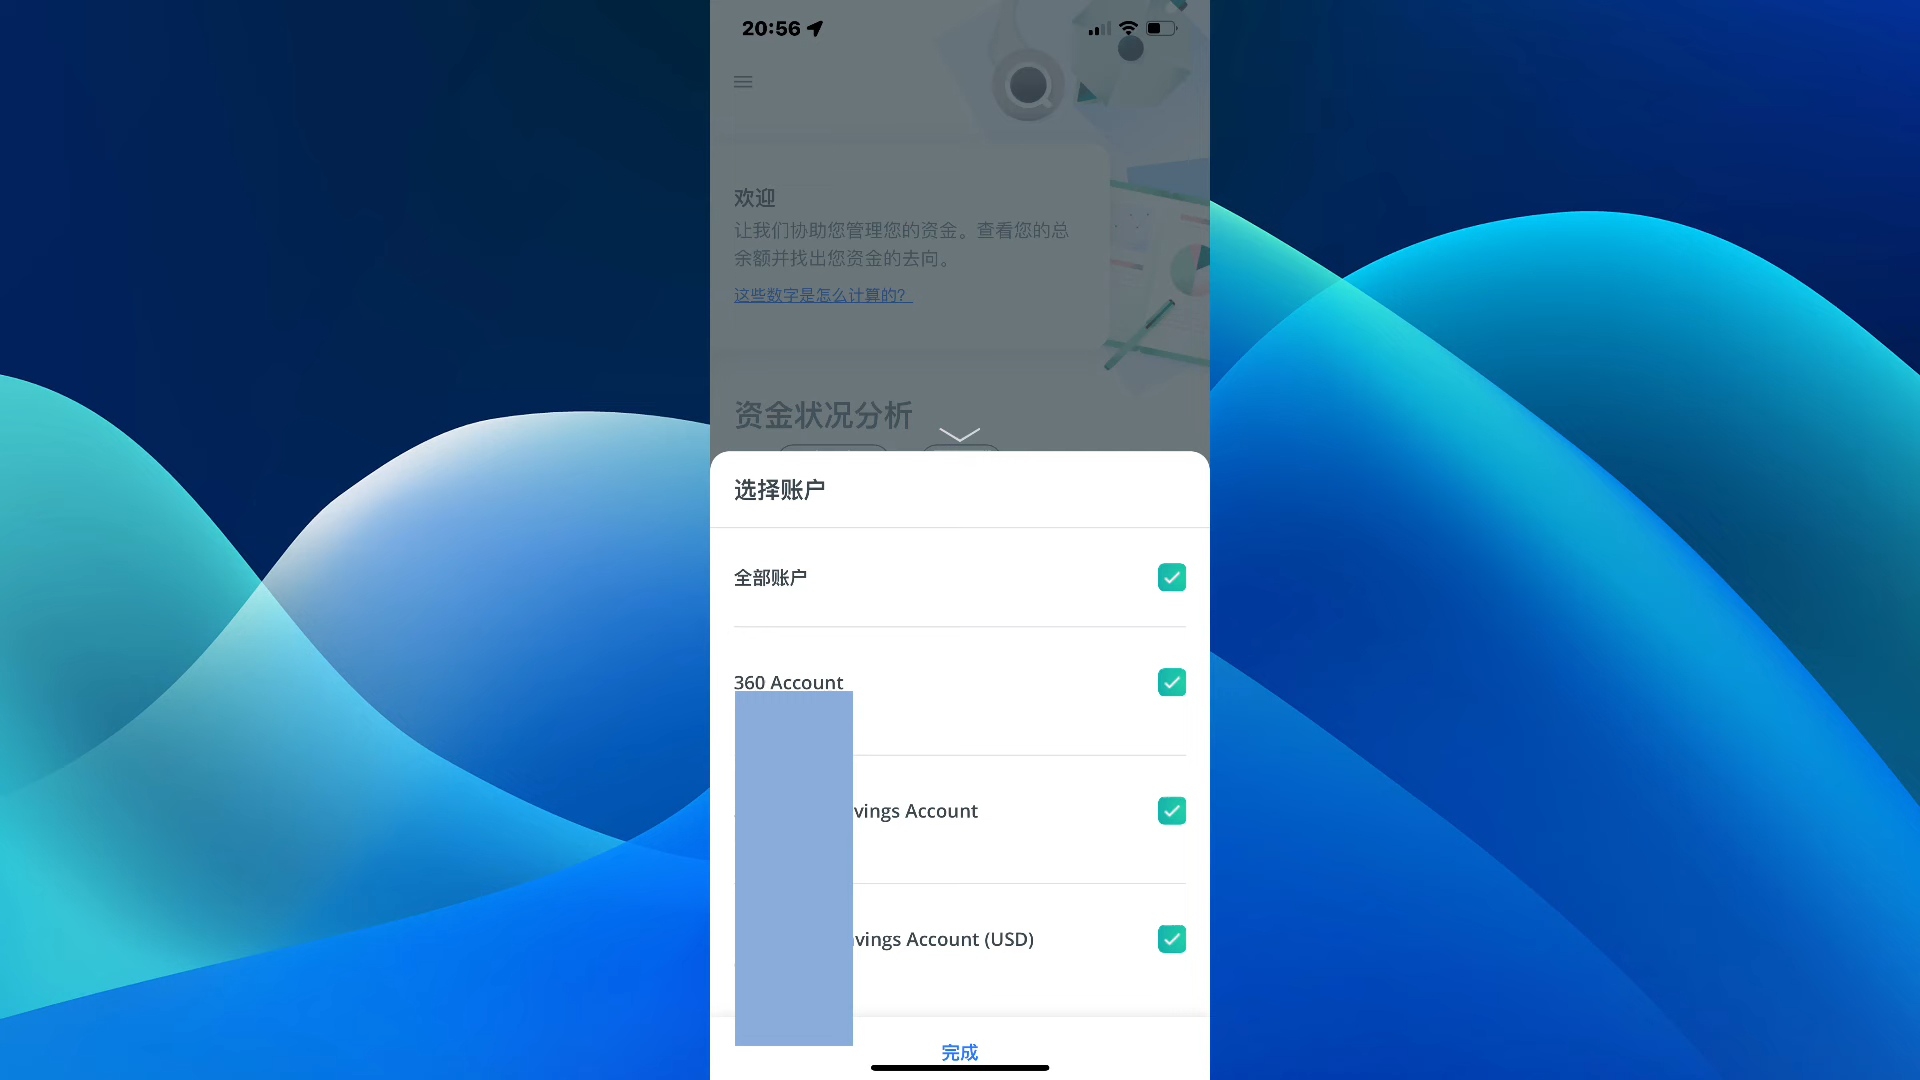 20:56
欢迎
让我们协助您管理您的资金。查看您的总
余额并找出您资金的去向。
这些数字是怎么计算的？
资金状况分析
选择账户
全部账户
360 Account
vings Account
vings Account (USD)
完成